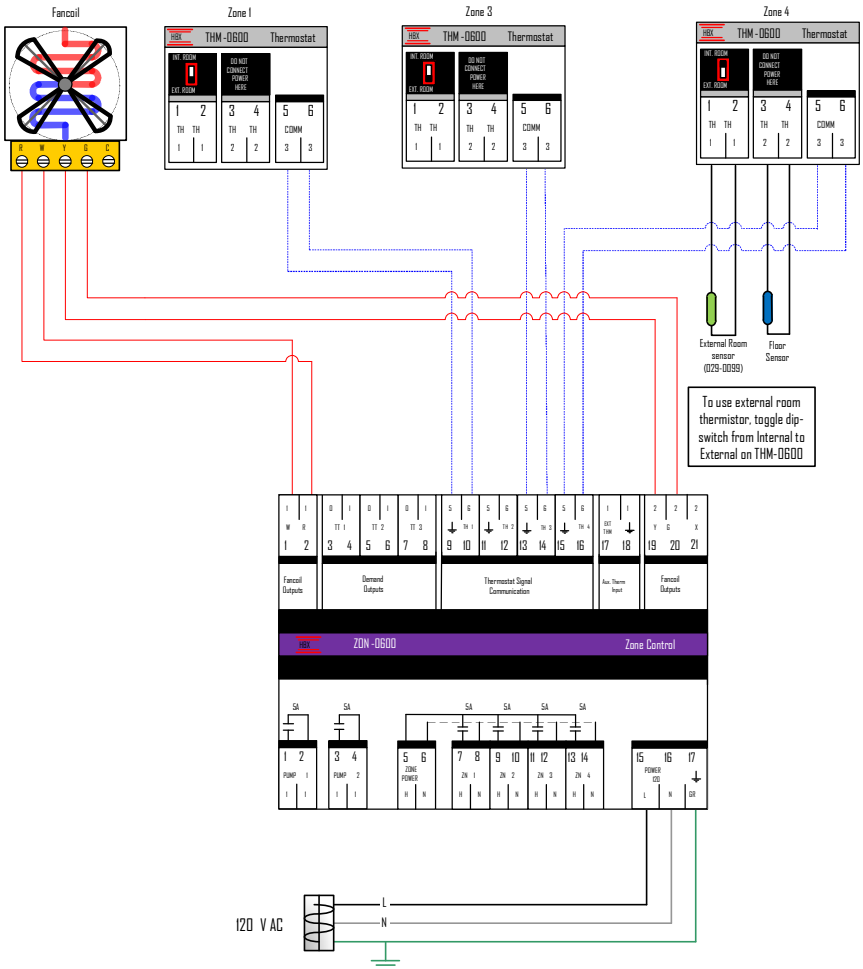 Fancoil
Zone 1
Zone 3
Zone 4
HBX THM -0600 Thermostat
HBX THM -0600 Thermostat
HBX THM -0600 Thermostat
INT. ROOM
EXT. ROOM
DO NOT
CONNECT
POWER
HERE
1 2 3 4 5 6
TH TH TH TH COMM
1 1 2 2 3 3
INT. ROOM
EXT. ROOM
DO NOT
CONNECT
POWER
HERE
1 2 3 4 5 6
TH TH TH TH COMM
1 1 2 2 3 3
INT. ROOM
EXT. ROOM
DO NOT
CONNECT
POWER
HERE
1 2 3 4 5 6
TH TH TH TH COMM
1 1 2 2 3 3
R W Y G C
External Room
sensor
(029-0099)
Floor
Sensor
To use external room
thermistor, toggle dip-
switch from Internal to
External on THM-0600
1 1 0 1 0 1 0 1 5 6 5 6 5 6 5 6 1 1 2 2 2
W R TT 1 TT 2 TT 3 TH 1 TH 2 TH 3 TH 4 EXT THM Y G X
1 2 3 4 5 6 7 8 9 10 11 12 13 14 15 16 17 18 19 20 21
Fancoil
Outputs
Demand
Outputs
Thermostat Signal
Communication
Aux. Therm
Input
Fancoil
Outputs
HBX ZON -0600 Zone Control
5A 5A 5A 5A 5A 5A
1 2 3 4 5 6 7 8 9 10 11 12 13 14 15 16 17
PUMP 1 PUMP 2 ZONE POWER ZN 1 ZN 2 ZN 3 ZN 4 POWER 120
1 1 1 1 H N H N H N H N H N L N GR
L
120 V AC
N